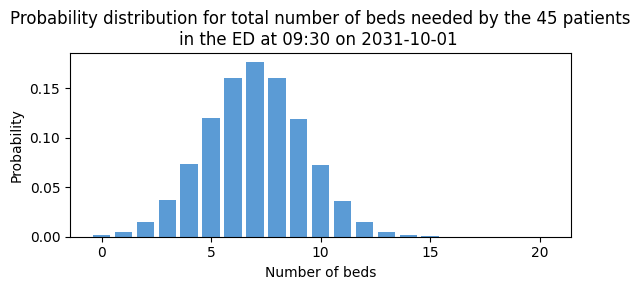 Probability distribution for total number of beds needed by the 45 patients
in the ED at 09:30 on 2031-10-01
0.15
0.10
0.05
0.00
Probability
0 5 10 15 20
Number of beds